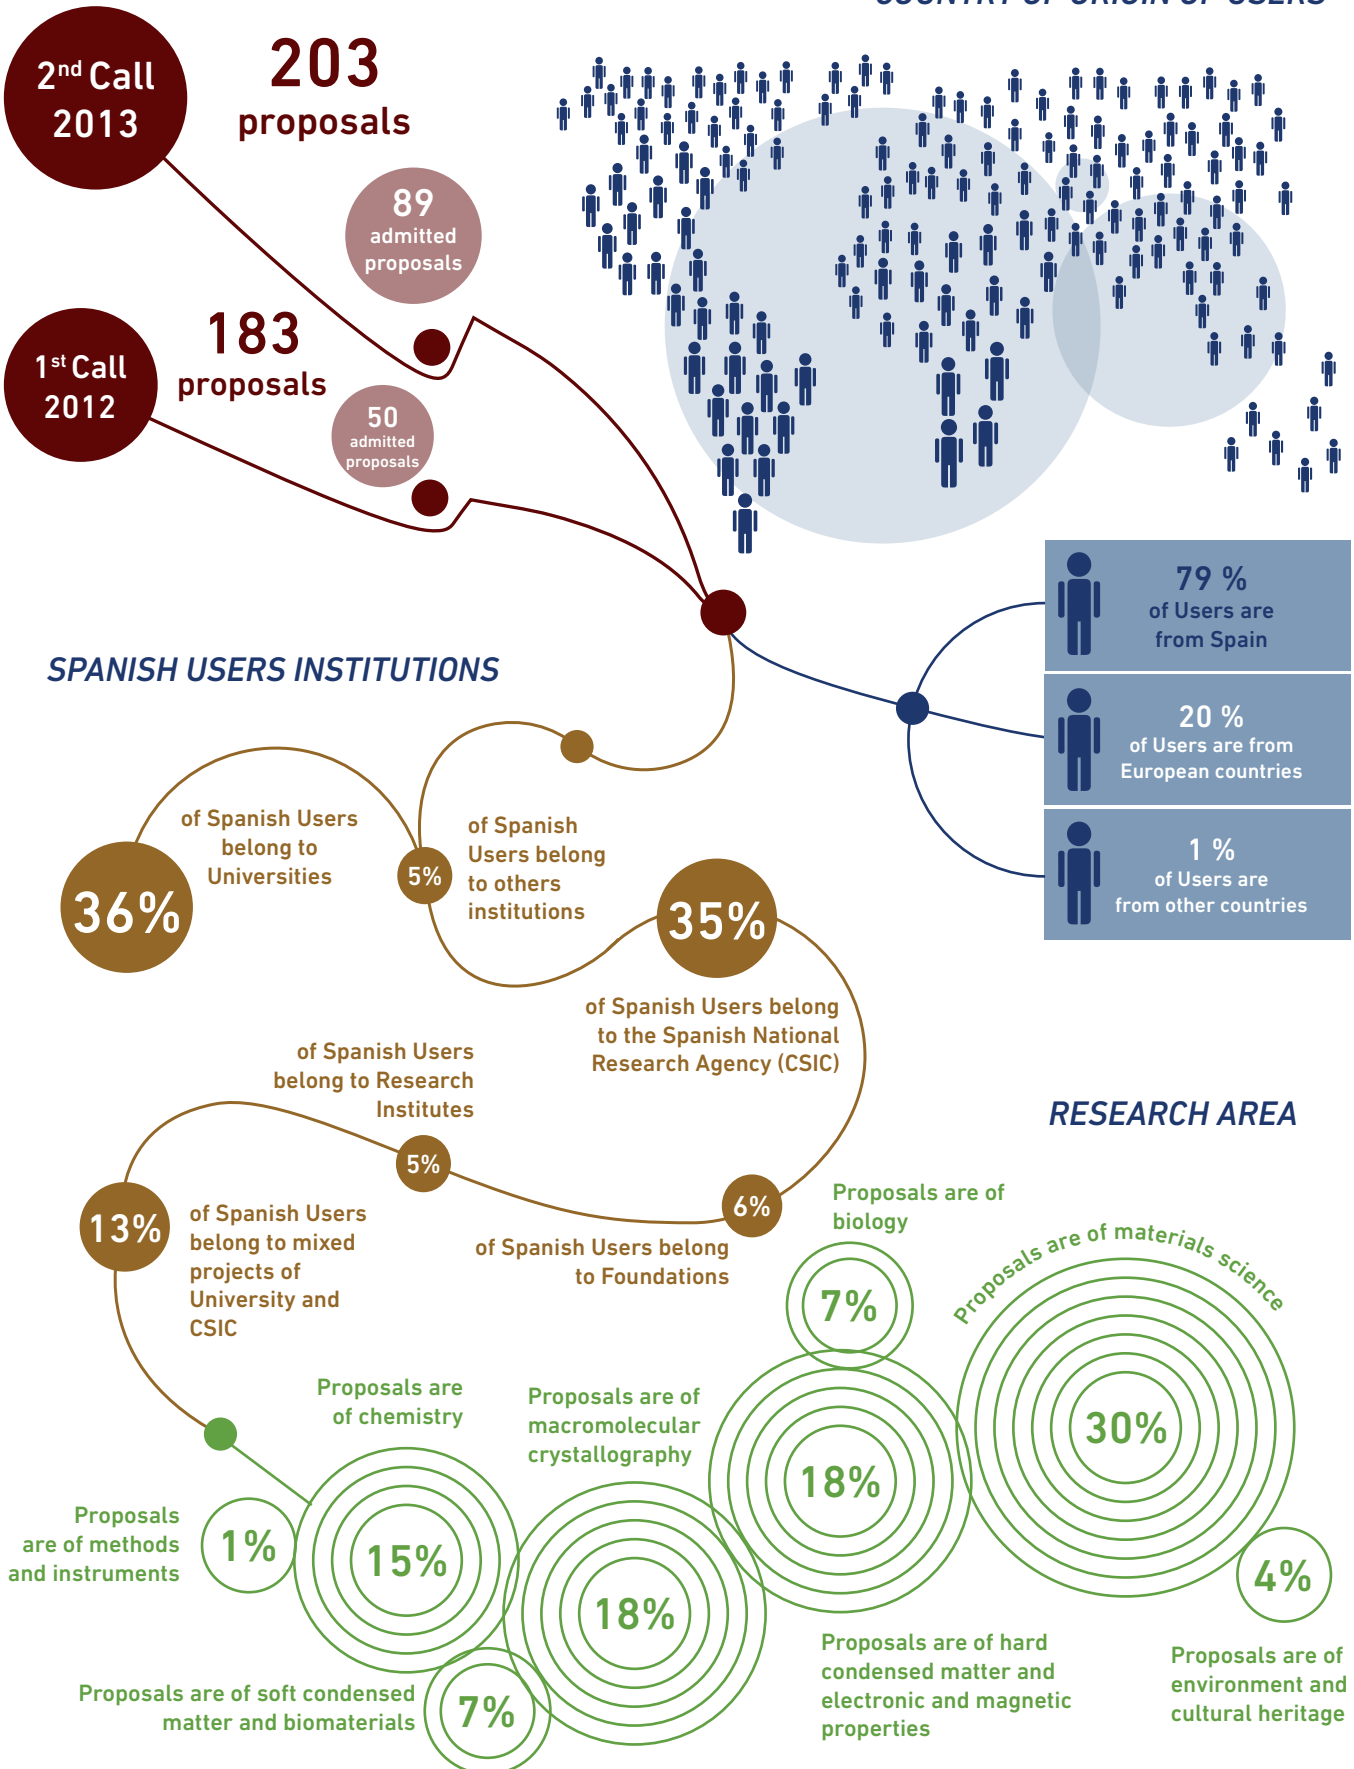 COUNTRY OF ORIGIN OF USERS
2nd Call
2013
203
proposals
89
admitted
proposals
1st Call
2012
183
proposals
50
admitted
proposals
79 %
of Users are
from Spain
20 %
of Users are from
European countries
1 %
of Users are
from other countries
SPANISH USERS INSTITUTIONS
36%
of Spanish Users
belong to
Universities
5%
of Spanish
Users belong
to others
institutions
35%
of Spanish Users belong
to the Spanish National
Research Agency (CSIC)
of Spanish Users
belong to Research
Institutes
5%
6%
of Spanish Users belong
to Foundations
13%
of Spanish Users
belong to mixed
projects of
University and
CSIC
RESEARCH AREA
Proposals are of
biology
7%
Proposals are of materials science
30%
Proposals are
of chemistry
15%
Proposals are of
macromolecular
crystallography
18%
18%
Proposals are of hard
condensed matter and
electronic and magnetic
properties
Proposals
are of methods
and instruments
1%
4%
Proposals are of
environment and
cultural heritage
Proposals are of soft condensed
matter and biomaterials
7%